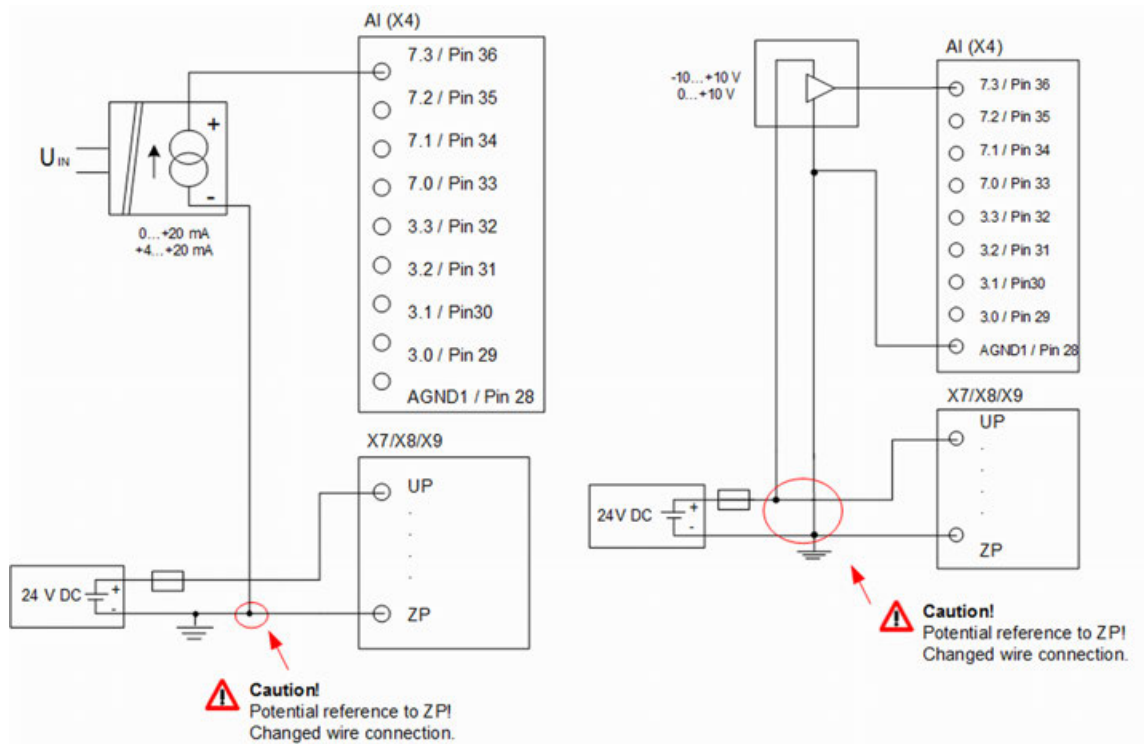 AI (X4)
7.3 / Pin 36
7.2 / Pin 35
7.1 / Pin 34
7.0 / Pin 33
3.3 / Pin 32
3.2 / Pin 31
3.1 / Pin30
3.0 / Pin 29
AGND1 / Pin 28
UIN
+
-
0...+20 mA
+4...+20 mA
X7/X8/X9
UP
ZP
24 V DC
+
-
Caution!
Potential reference to ZP!
Changed wire connection.
AI (X4)
-10...+10 V
0...+10 V
7.3 / Pin 36
7.2 / Pin 35
7.1 / Pin 34
7.0 / Pin 33
3.3 / Pin 32
3.2 / Pin 31
3.1 / Pin30
3.0 / Pin 29
AGND1 / Pin 28
X7/X8/X9
UP
ZP
24V DC
+
-
Caution!
Potential reference to ZP!
Changed wire connection.